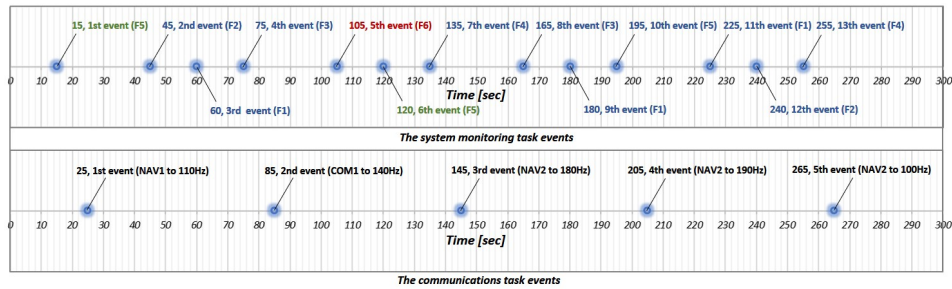 15, 1st event (F5) 45, 2nd event (F2) 75, 4th event (F3) 105, 5th event (F6) 135, 7th event (F4) 165, 8th event (F3) 195, 10th event (F5) 225, 11th event (F1) 255, 13th event (F4)
0 10 20 30 40 50 60 70 80 90 100 110 120 130 140 150 160 170 180 190 200 210 220 230 240 250 260 270 280 290 300
Time [sec]
60, 3rd event (F1) 120, 6th event (F5) 180, 9th event (F1) 240, 12th event (F2)
The system monitoring task events
25, 1st event (NAV1 to 110Hz) 85, 2nd event (COM1 to 140Hz) 145, 3rd event (NAV2 to 180Hz) 205, 4th event (NAV2 to 190Hz) 265, 5th event (NAV2 to 100Hz)
0 10 20 30 40 50 60 70 80 90 100 110 120 130 140 150 160 170 180 190 200 210 220 230 240 250 260 270 280 290 300
Time [sec]
The communications task events